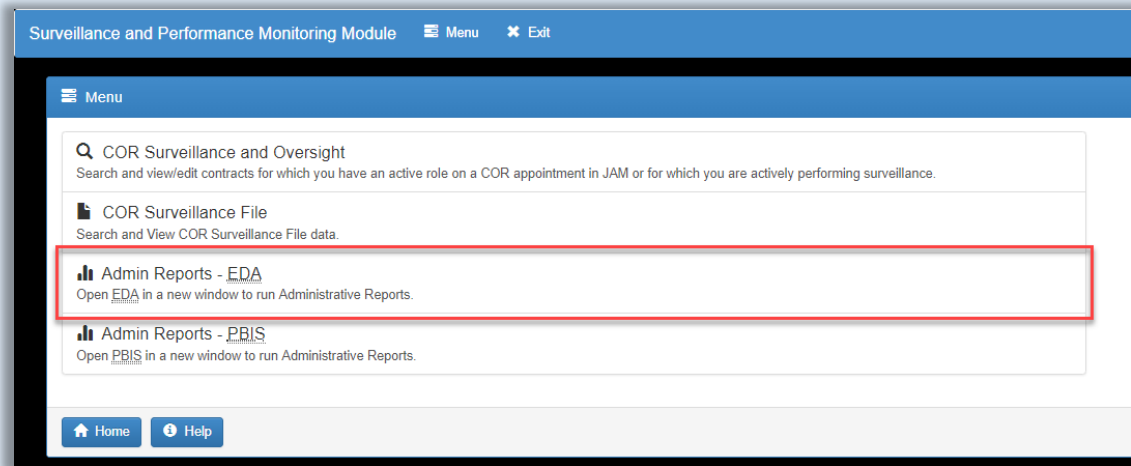 Surveillance and Performance Monitoring Module Menu Exit
Menu
COR Surveillance and Oversight
Search and view/edit contracts for which you have an active role on a COR appointment in JAM or for which you are actively performing surveillance.
COR Surveillance File
Search and View COR Surveillance File data.
Admin Reports - EDA
Open EDA in a new window to run Administrative Reports.
Admin Reports - PBIS
Open PBIS in a new window to run Administrative Reports.
Home Help